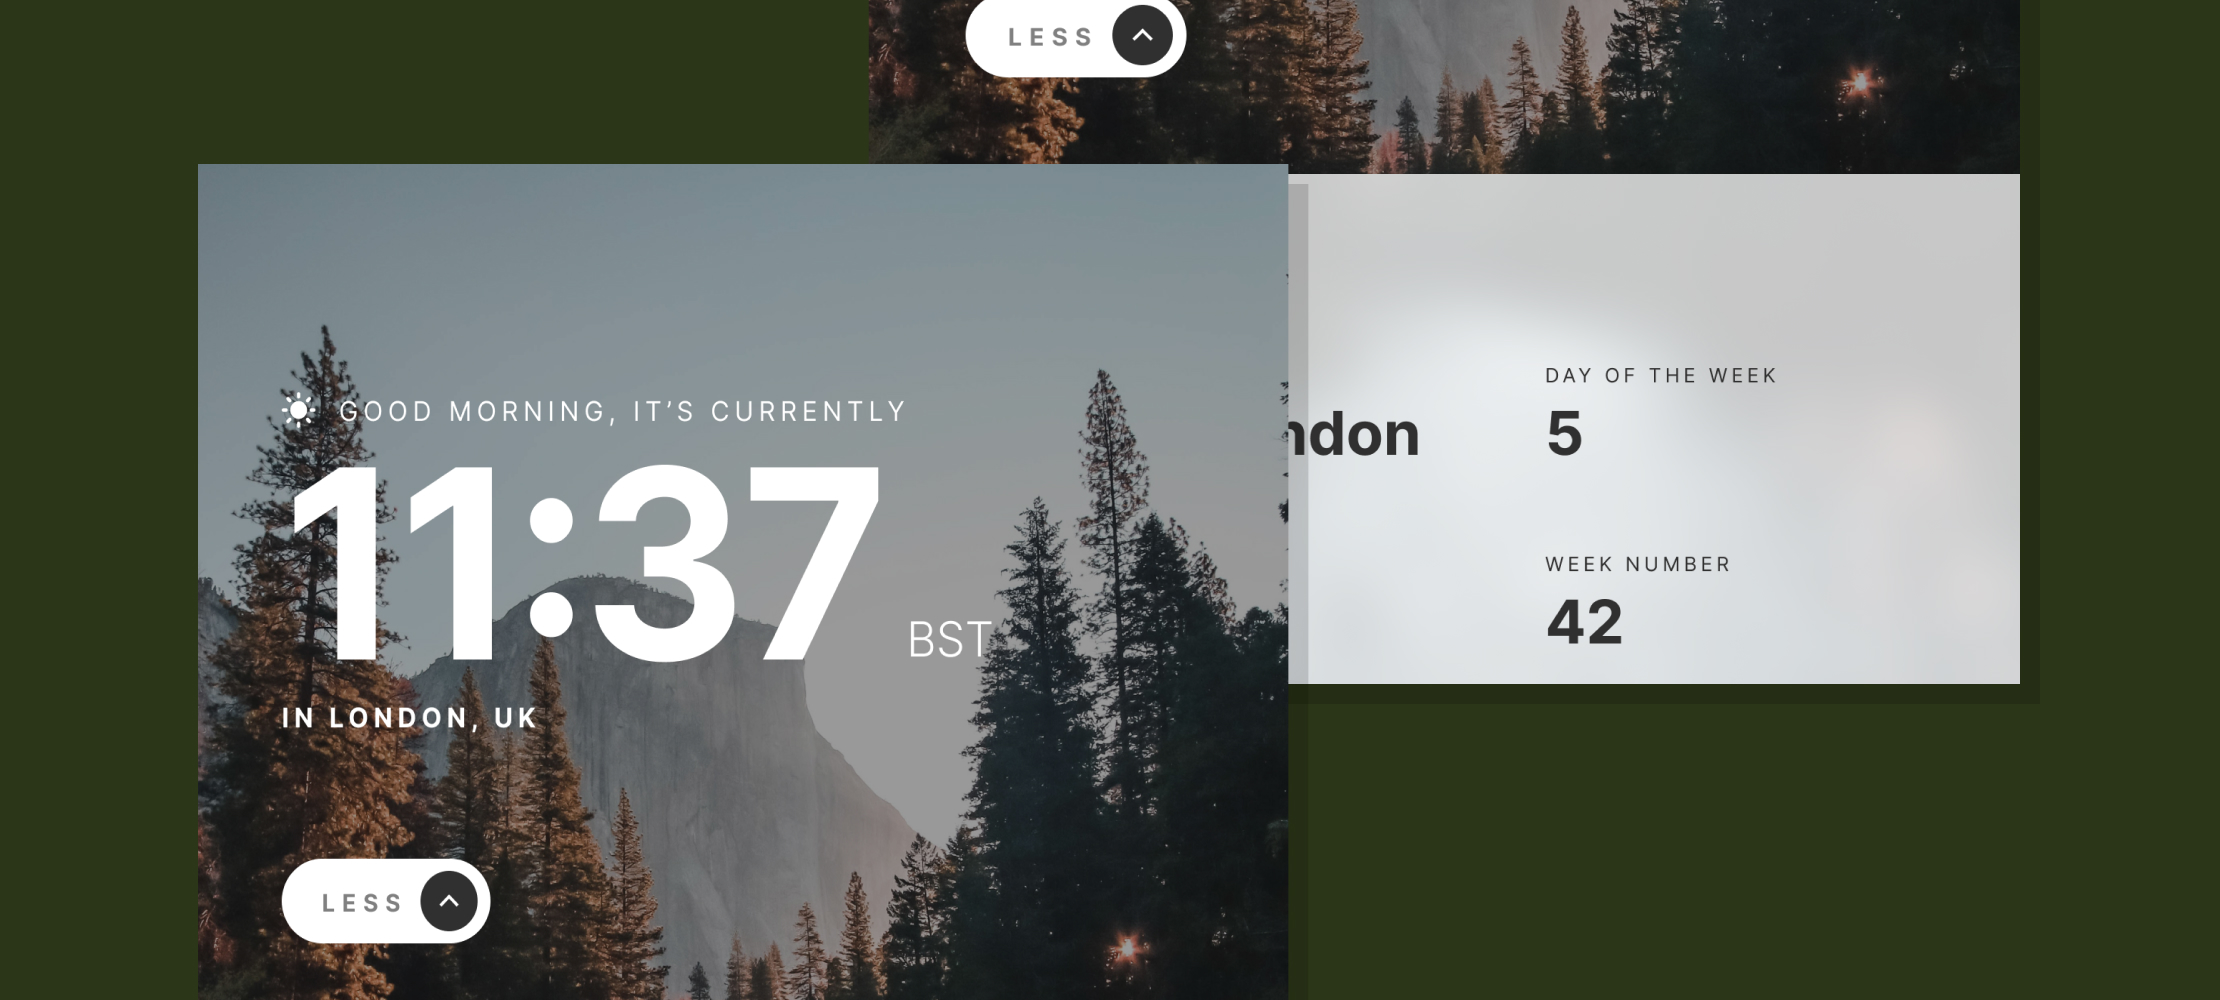 LESS
GOOD MORNING, IT'S CURRENTLY
11:37 BST
IN LONDON, UK
LESS
ndon
DAY OF THE WEEK
5
WEEK NUMBER
42